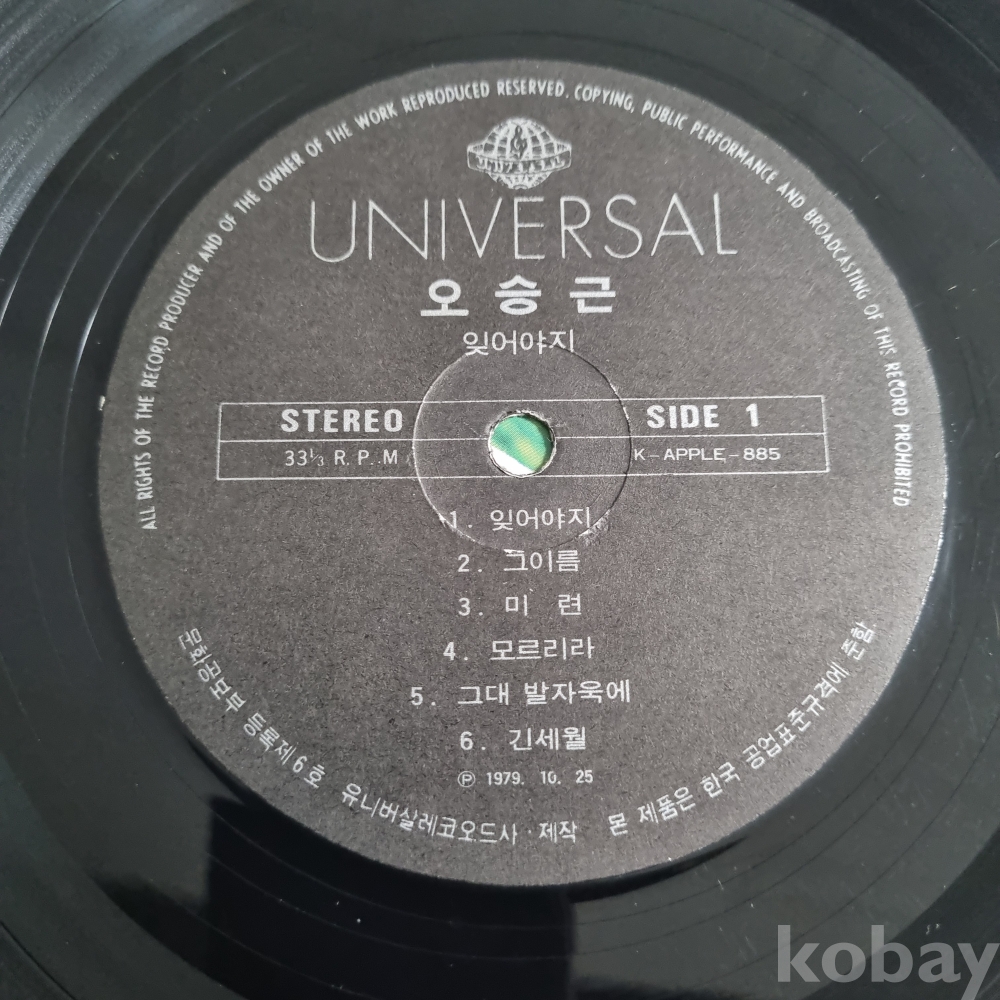 ALL RIGHTS OF THE RECORD PRODUCER AND OF THE OWNER OF THE WORK REPRODUCED RESERVED. COPYING, PUBLIC PERFORMANCE AND BROADCASTING OF THIS RECORD PROHIBITED
UNIVERSAL
UNIVERSAL
오승근
잊어야지
STEREO SIDE 1
33⅓ R.P.M K-APPLE-885
1. 잊어야지
2. 그이름
3. 미 련
4. 모르리라
5. 그대 발자욱에
6. 긴세월
℗ 1979. 10. 25
문화공보부 등록제6호 유니버살레코오드사·제작 본 제품은 한국 공업표준규격에 준함
kobay